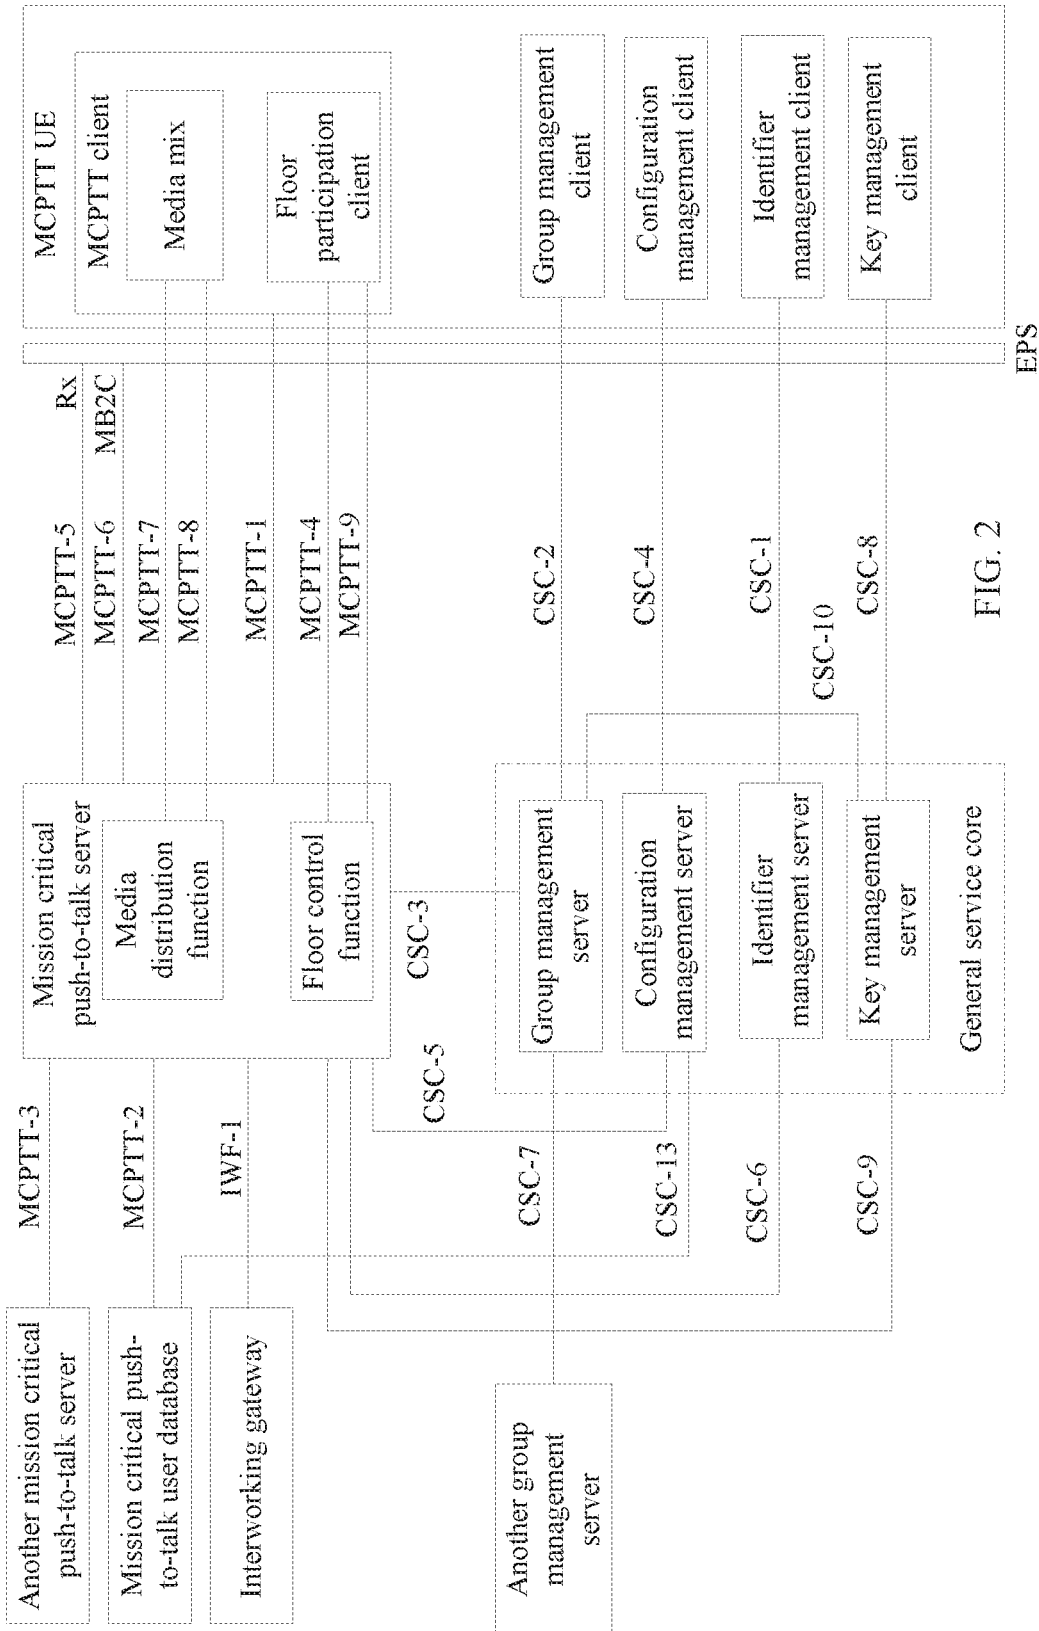 Another mission critical
push-to-talk server
Mission critical push-
to-talk user database
Interworking gateway
Another group
management
server
MCPTT-3
MCPTT-2
IWF-1
CSC-5
CSC-7
CSC-13
CSC-6
CSC-9
Mission critical
push-to-talk server
Media
distribution
function
Floor control
function
CSC-3
Group management
server
Configuration
management server
Identifier
management server
Key management
server
General service core
MCPTT-5
Rx
MCPTT-6
MB2C
MCPTT-7
MCPTT-8
MCPTT-1
MCPTT-4
MCPTT-9
CSC-2
CSC-4
CSC-1
CSC-10
CSC-8
MCPTT UE
MCPTT client
Media mix
Floor
participation
client
Group management
client
Configuration
management client
Identifier
management client
Key management
client
EPS
FIG. 2